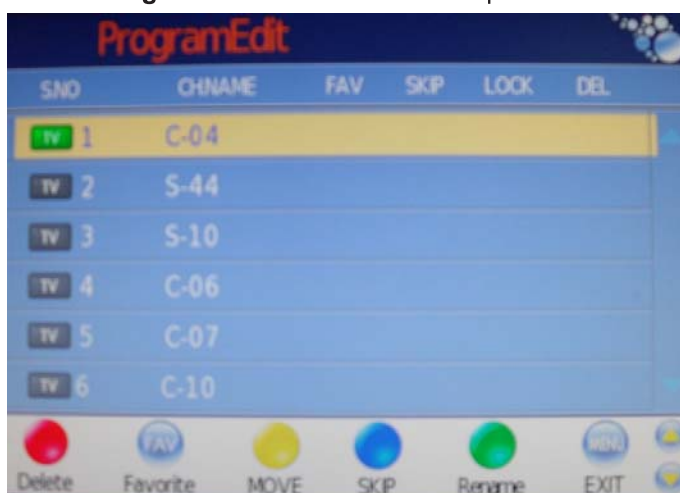 ProgramEdit
SNO CHNAME FAV SKIP LOCK DEL
TV 1 C-04
TV 2 S-44
TV 3 S-10
TV 4 C-06
TV 5 C-07
TV 6 C-10
FAV MENU
Delete Favorite MOVE SKIP Rename EXIT